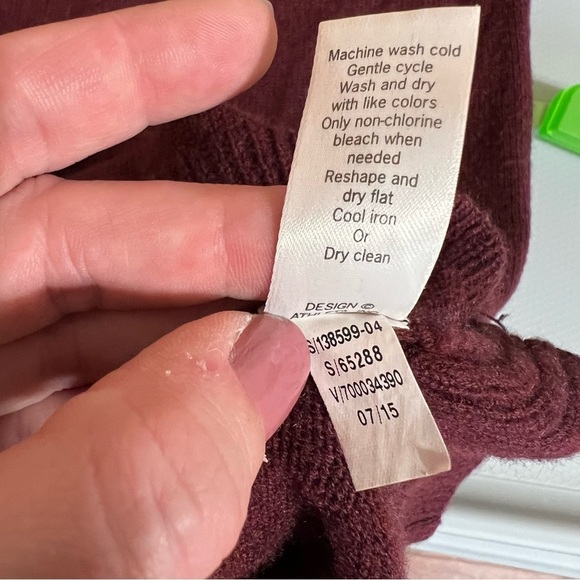 Machine wash cold
Gentle cycle
Wash and dry
with like colors
Only non-chlorine
bleach when
needed
Reshape and
dry flat
Cool iron
Or
Dry clean
DESIGN ©
S/138599-04
S/65288
V/700034390
07/15